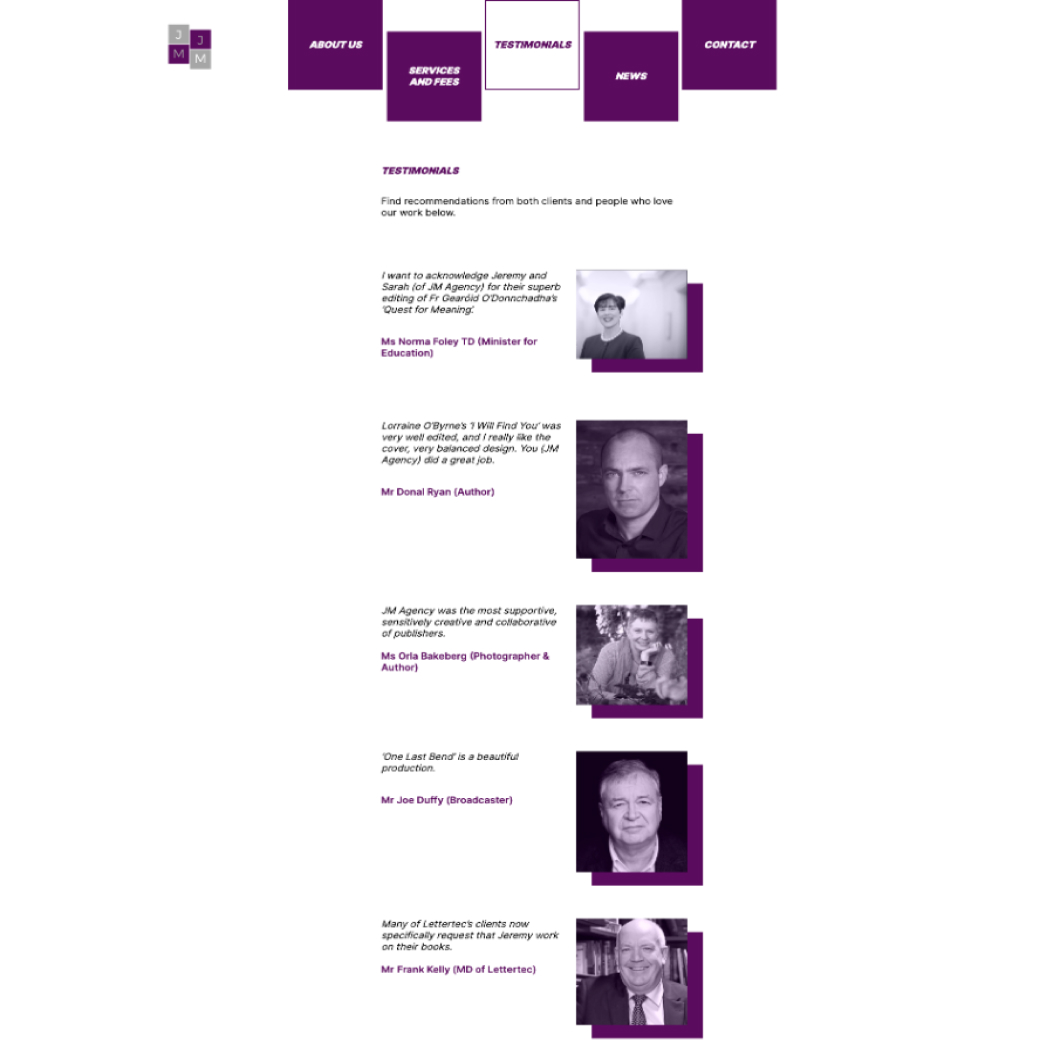 J
J
M
M
ABOUT US
SERVICES
AND FEES
TESTIMONIALS
NEWS
CONTACT
TESTIMONIALS
Find recommendations from both clients and people who love
our work below.
I want to acknowledge Jeremy and
Sarah (of JM Agency) for their superb
editing of Fr Gearóid O'Donnchadha's
'Quest for Meaning'.
Ms Norma Foley TD (Minister for
Education)
Lorraine O'Byrne's 'I Will Find You' was
very well edited, and I really like the
cover, very balanced design. You (JM
Agency) did a great job.
Mr Donal Ryan (Author)
JM Agency was the most supportive,
sensitively creative and collaborative
of publishers.
Ms Orla Bakeberg (Photographer &
Author)
'One Last Bend' is a beautiful
production.
Mr Joe Duffy (Broadcaster)
Many of Lettertec's clients now
specifically request that Jeremy work
on their books.
Mr Frank Kelly (MD of Lettertec)